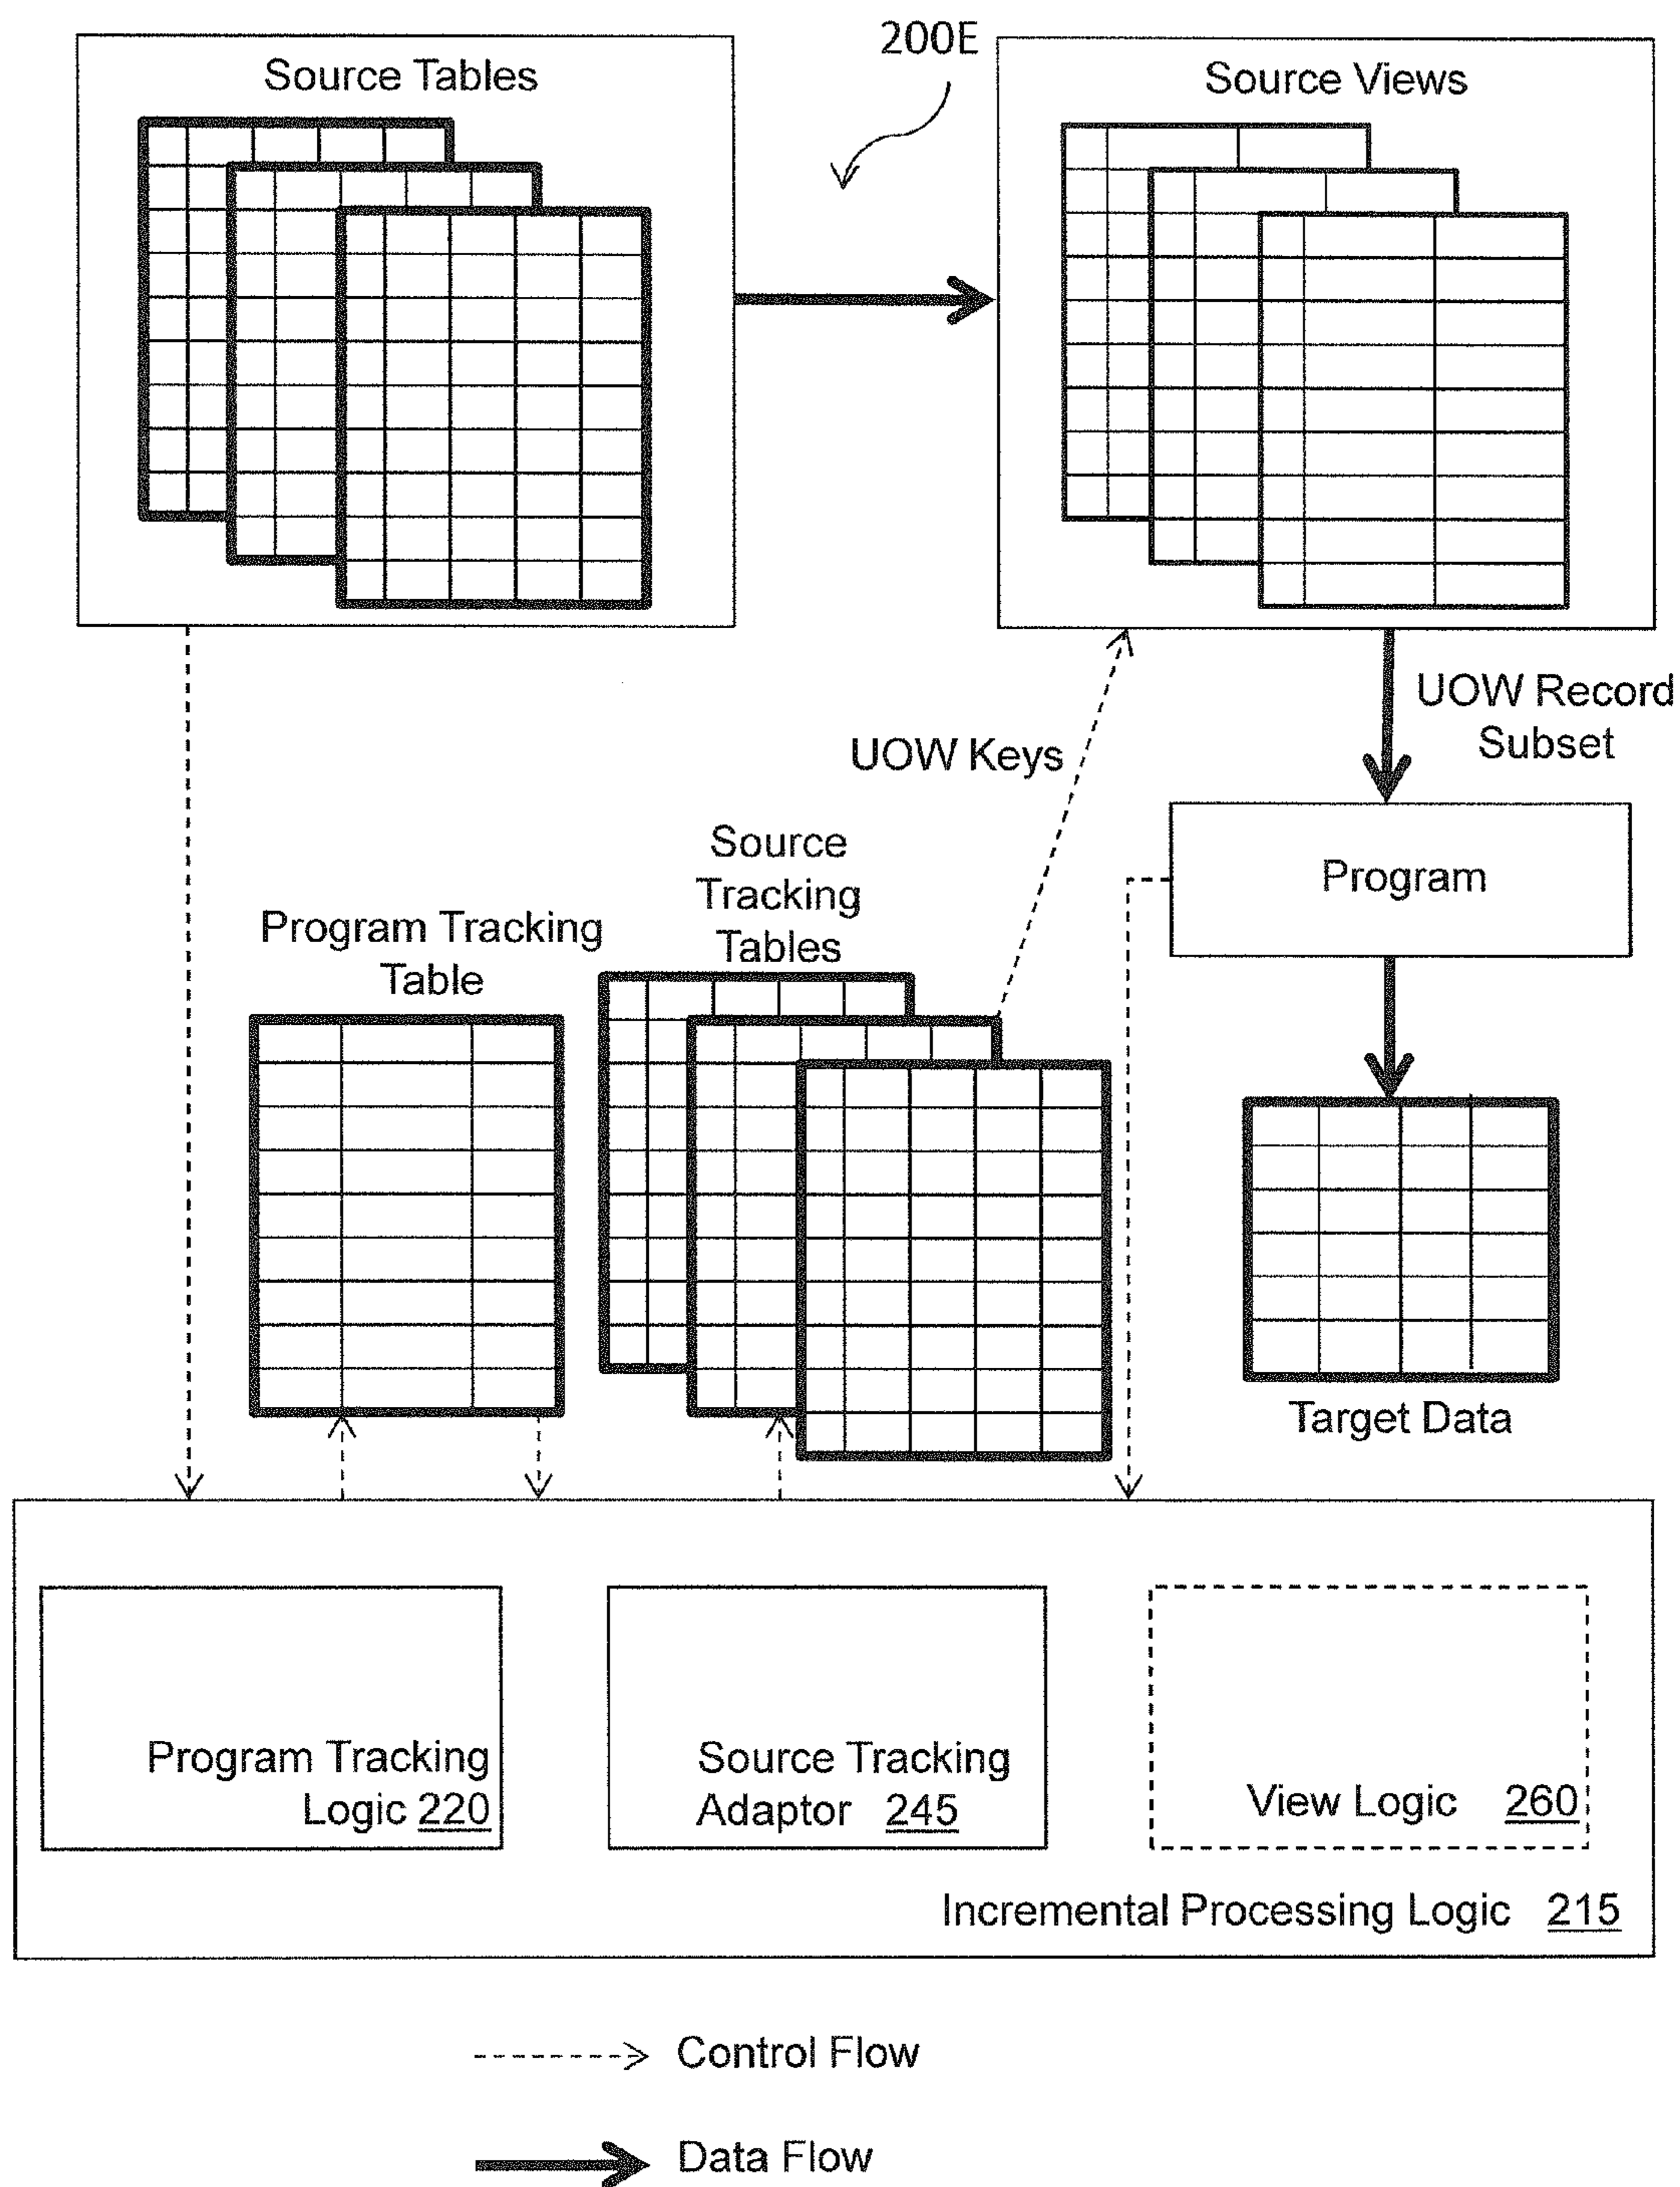 200E
Source Tables
Source Views
UOW Record
Subset
UOW Keys
Program
Source
Tracking
Tables
Program Tracking
Table
Target Data
Program Tracking
Logic 220
Source Tracking
Adaptor 245
View Logic 260
Incremental Processing Logic 215
Control Flow
Data Flow